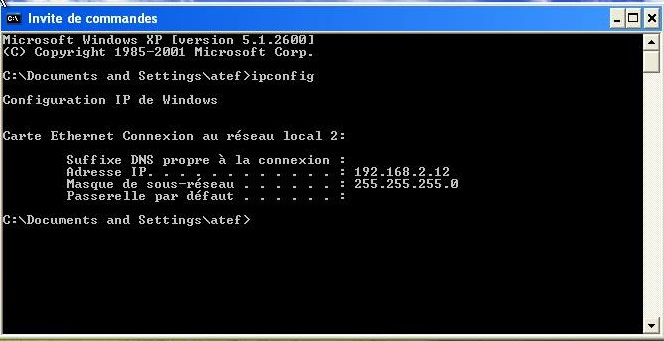 Invite de commandes
Microsoft Windows XP [version 5.1.2600]
(C) Copyright 1985-2001 Microsoft Corp.
C:\Documents and Settings\atef>ipconfig
Configuration IP de Windows
Carte Ethernet Connexion au réseau local 2:
Suffixe DNS propre à la connexion :
Adresse IP. . . . . . . . . . . . : 192.168.2.12
Masque de sous-réseau . . . . . . : 255.255.255.0
Passerelle par défaut . . . . . . :
C:\Documents and Settings\atef>